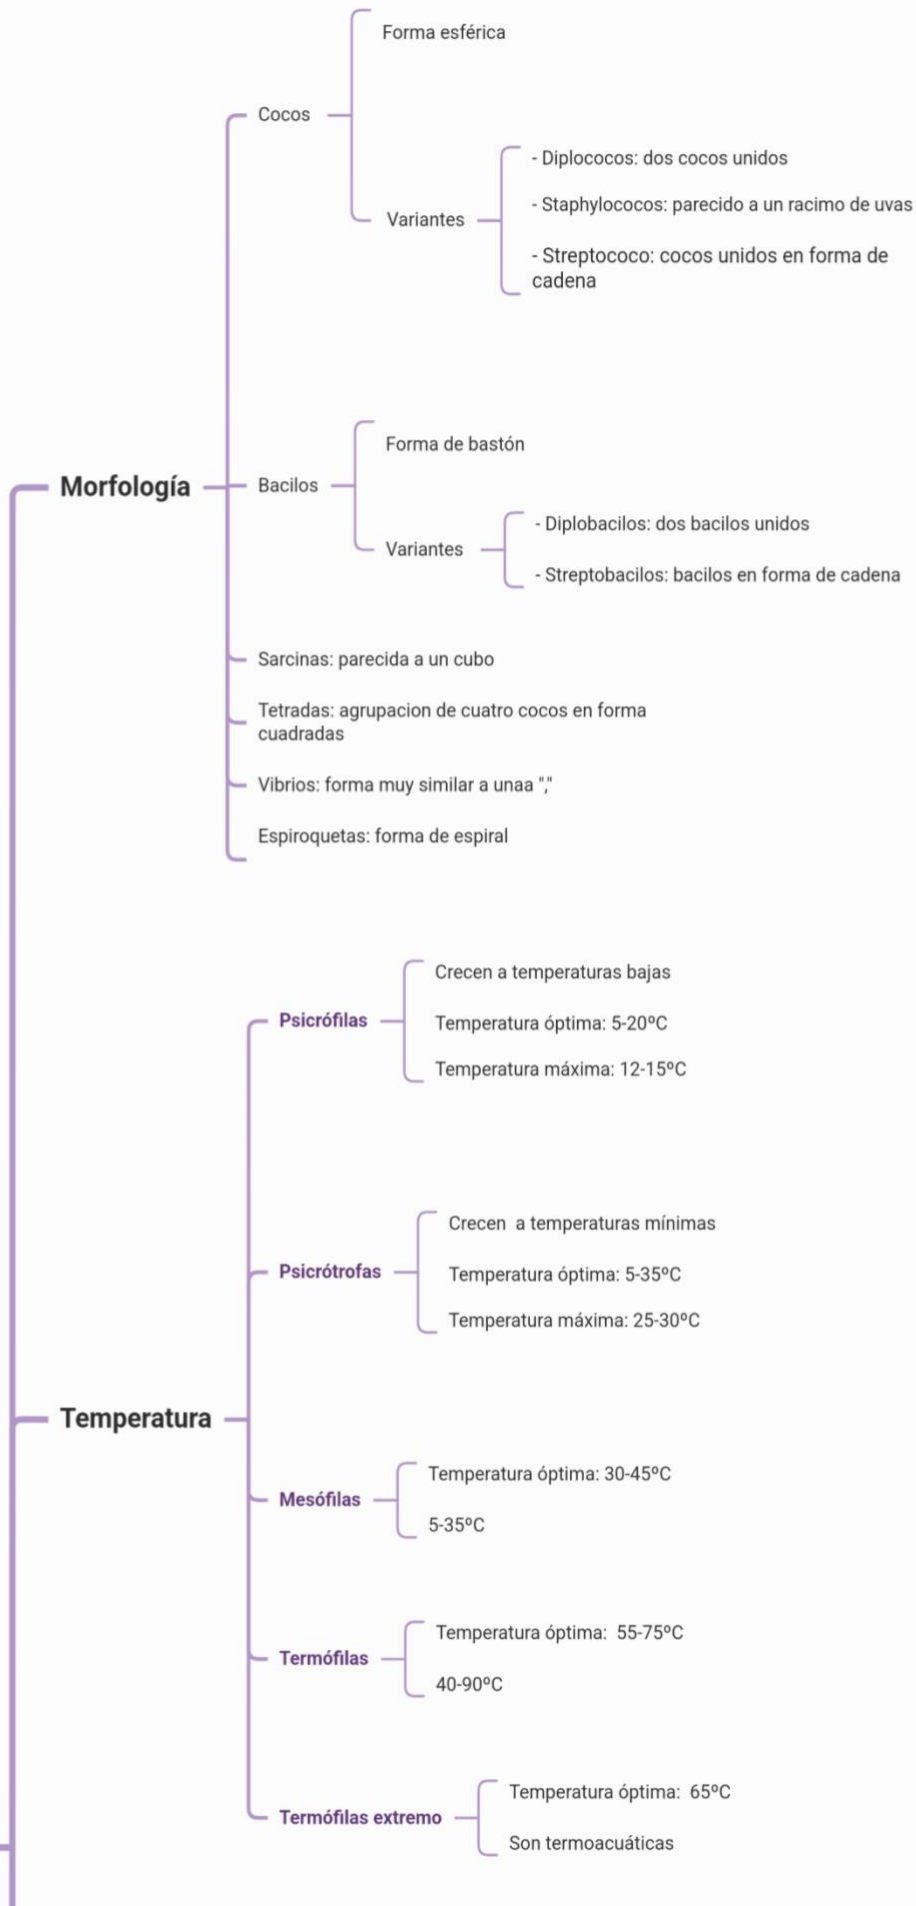 Forma esférica
Cocos
- Diplococos: dos cocos unidos
- Staphylococos: parecido a un racimo de uvas
Variantes
- Streptococo: cocos unidos en forma de
cadena
Forma de bastón
Morfología
Bacilos
- Diplobacilos: dos bacilos unidos
Variantes
- Streptobacilos: bacilos en forma de cadena
Sarcinas: parecida a un cubo
Tetradas: agrupacion de cuatro cocos en forma
cuadradas
Vibrios: forma muy similar a unaa ","
Espiroquetas: forma de espiral
Crecen a temperaturas bajas
Psicrófilas
Temperatura óptima: 5-20ºC
Temperatura máxima: 12-15ºC
Crecen  a temperaturas mínimas
Psicrótrofas
Temperatura óptima: 5-35ºC
Temperatura máxima: 25-30ºC
Temperatura
Temperatura óptima: 30-45ºC
Mesófilas
5-35ºC
Temperatura óptima:  55-75ºC
Termófilas
40-90ºC
Temperatura óptima:  65ºC
Termófilas extremo
Son termoacuáticas